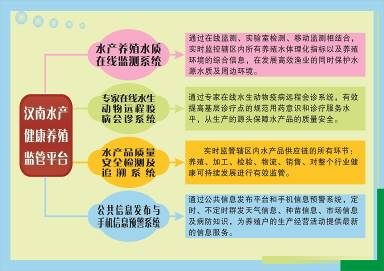 汉南水产
健康养殖
监管平台
水产养殖水质
在线监测系统
通过在线监测、实验室检测、移动监测相结合,
实时监控辖区内所有养殖水体理化指标以及养殖
环境的综合信息，在发展高效渔业的同时保护水
源水质及周边环境。
专家在线水生
动物远程疫
病会诊系统
通过专家在线水生动物疫病远程会诊系统，有效
提高基层诊疗点的规范用药意识和诊疗服务水
平，从生产的源头保障水产品的质量安全。
水产品质量
安全检测及
追溯系统
实时监管辖区内水产品供应链的所有环节:
养殖、加工、检验、物流、销售、对整个行业健康
可持续发展进行有效监管。
公共信息发布与
手机信息预警系统
通过公共信息发布平台和手机信息预警系统，定
时、不定时群发天气信息、种苗信息、市场信息
及病防知识，为养殖户的生产经营活动提供最新
的信息服务。